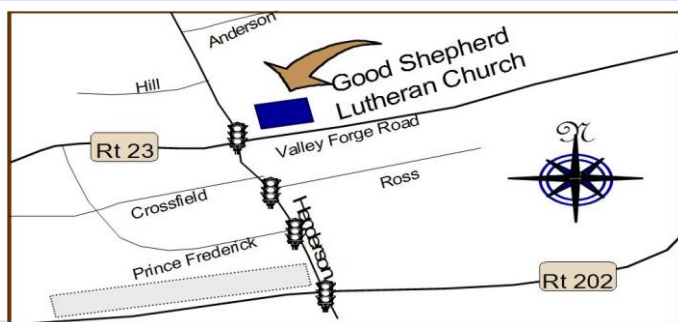 Anderson
Good Shepherd
Lutheran Church
Hill
N
Rt 23
Valley Forge Road
Ross
Crossfield
Henderson
Prince Frederick
Rt 202